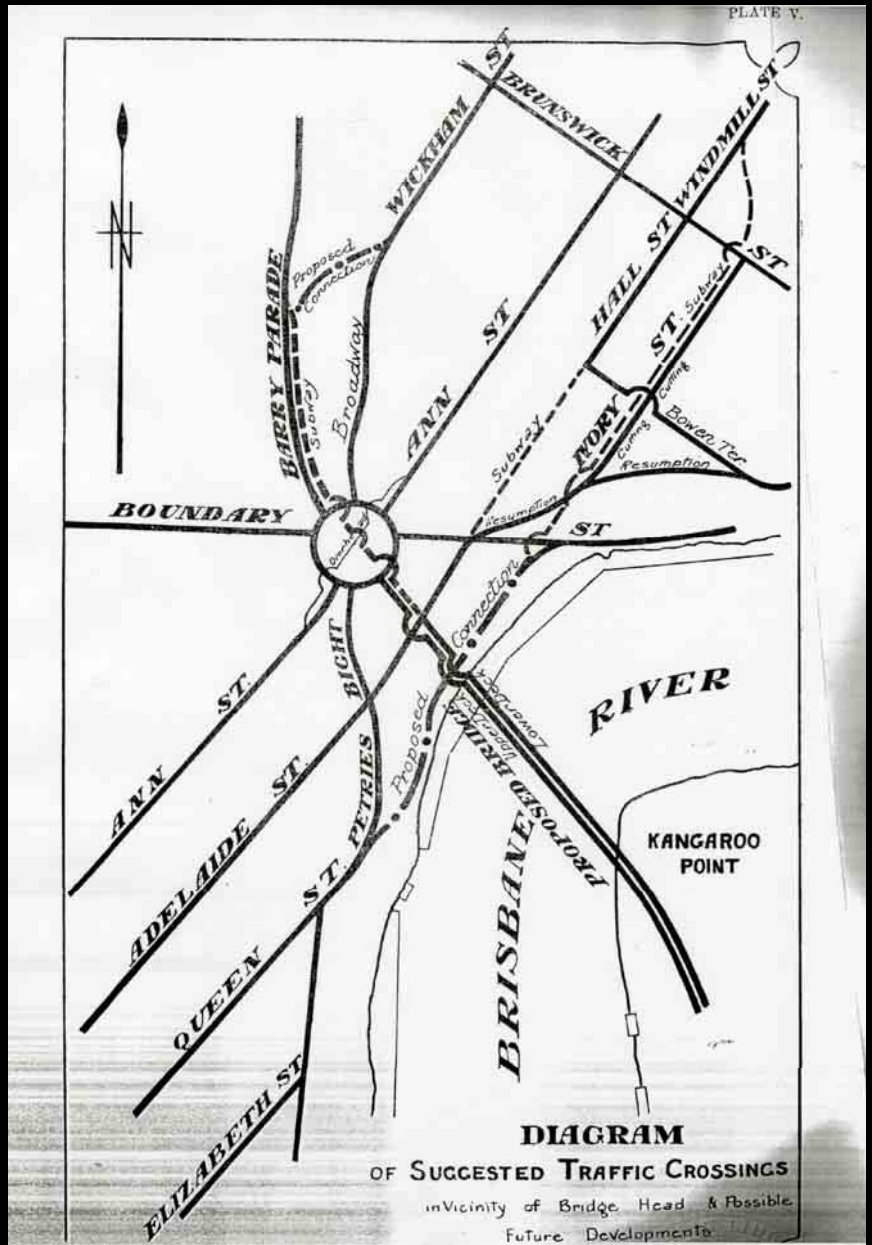 PLATE V.
WICKHAM ST
BRUNSWICK ST
HALL ST
WINDMILL ST
N
Proposed
Connection
BARRY PARADE
Subway
Broadway
ANN ST
Subway
IVORY ST.
Subway
Cutting
Cutting
Bowen Ter.
Resumption
Resumption
BOUNDARY ST
Connection
Proposed
ANN ST.
ADELAIDE ST
QUEEN ST.
PETRIES BIGHT
ELIZABETH ST
PROPOSED BRIDGE
Upper Deck
Lower Deck
BRISBANE RIVER
KANGAROO
POINT
DIAGRAM
OF SUGGESTED TRAFFIC CROSSINGS
in Vicinity of Bridge Head & Possible
Future Developments